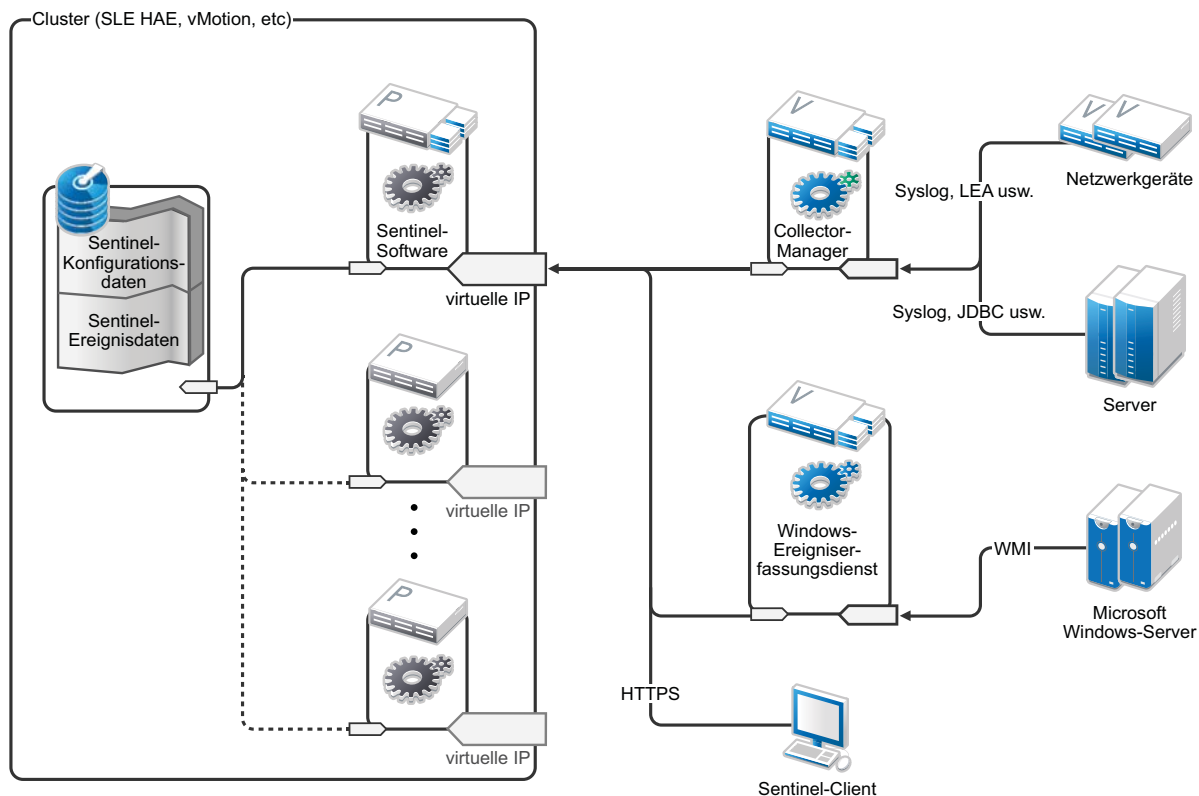 Cluster (SLE HAE, vMotion, etc)
P
V
V
V
Netzwerkgeräte
Syslog, LEA usw.
Sentinel-
Software
Collector-
Manager
Sentinel-
Konfigurations-
daten
Sentinel-
Ereignisdaten
virtuelle IP
Syslog, JDBC usw.
Server
P
V
virtuelle IP
Windows-
Ereigniser-
fassungsdienst
WMI
Microsoft
Windows-Server
P
HTTPS
virtuelle IP
Sentinel-Client